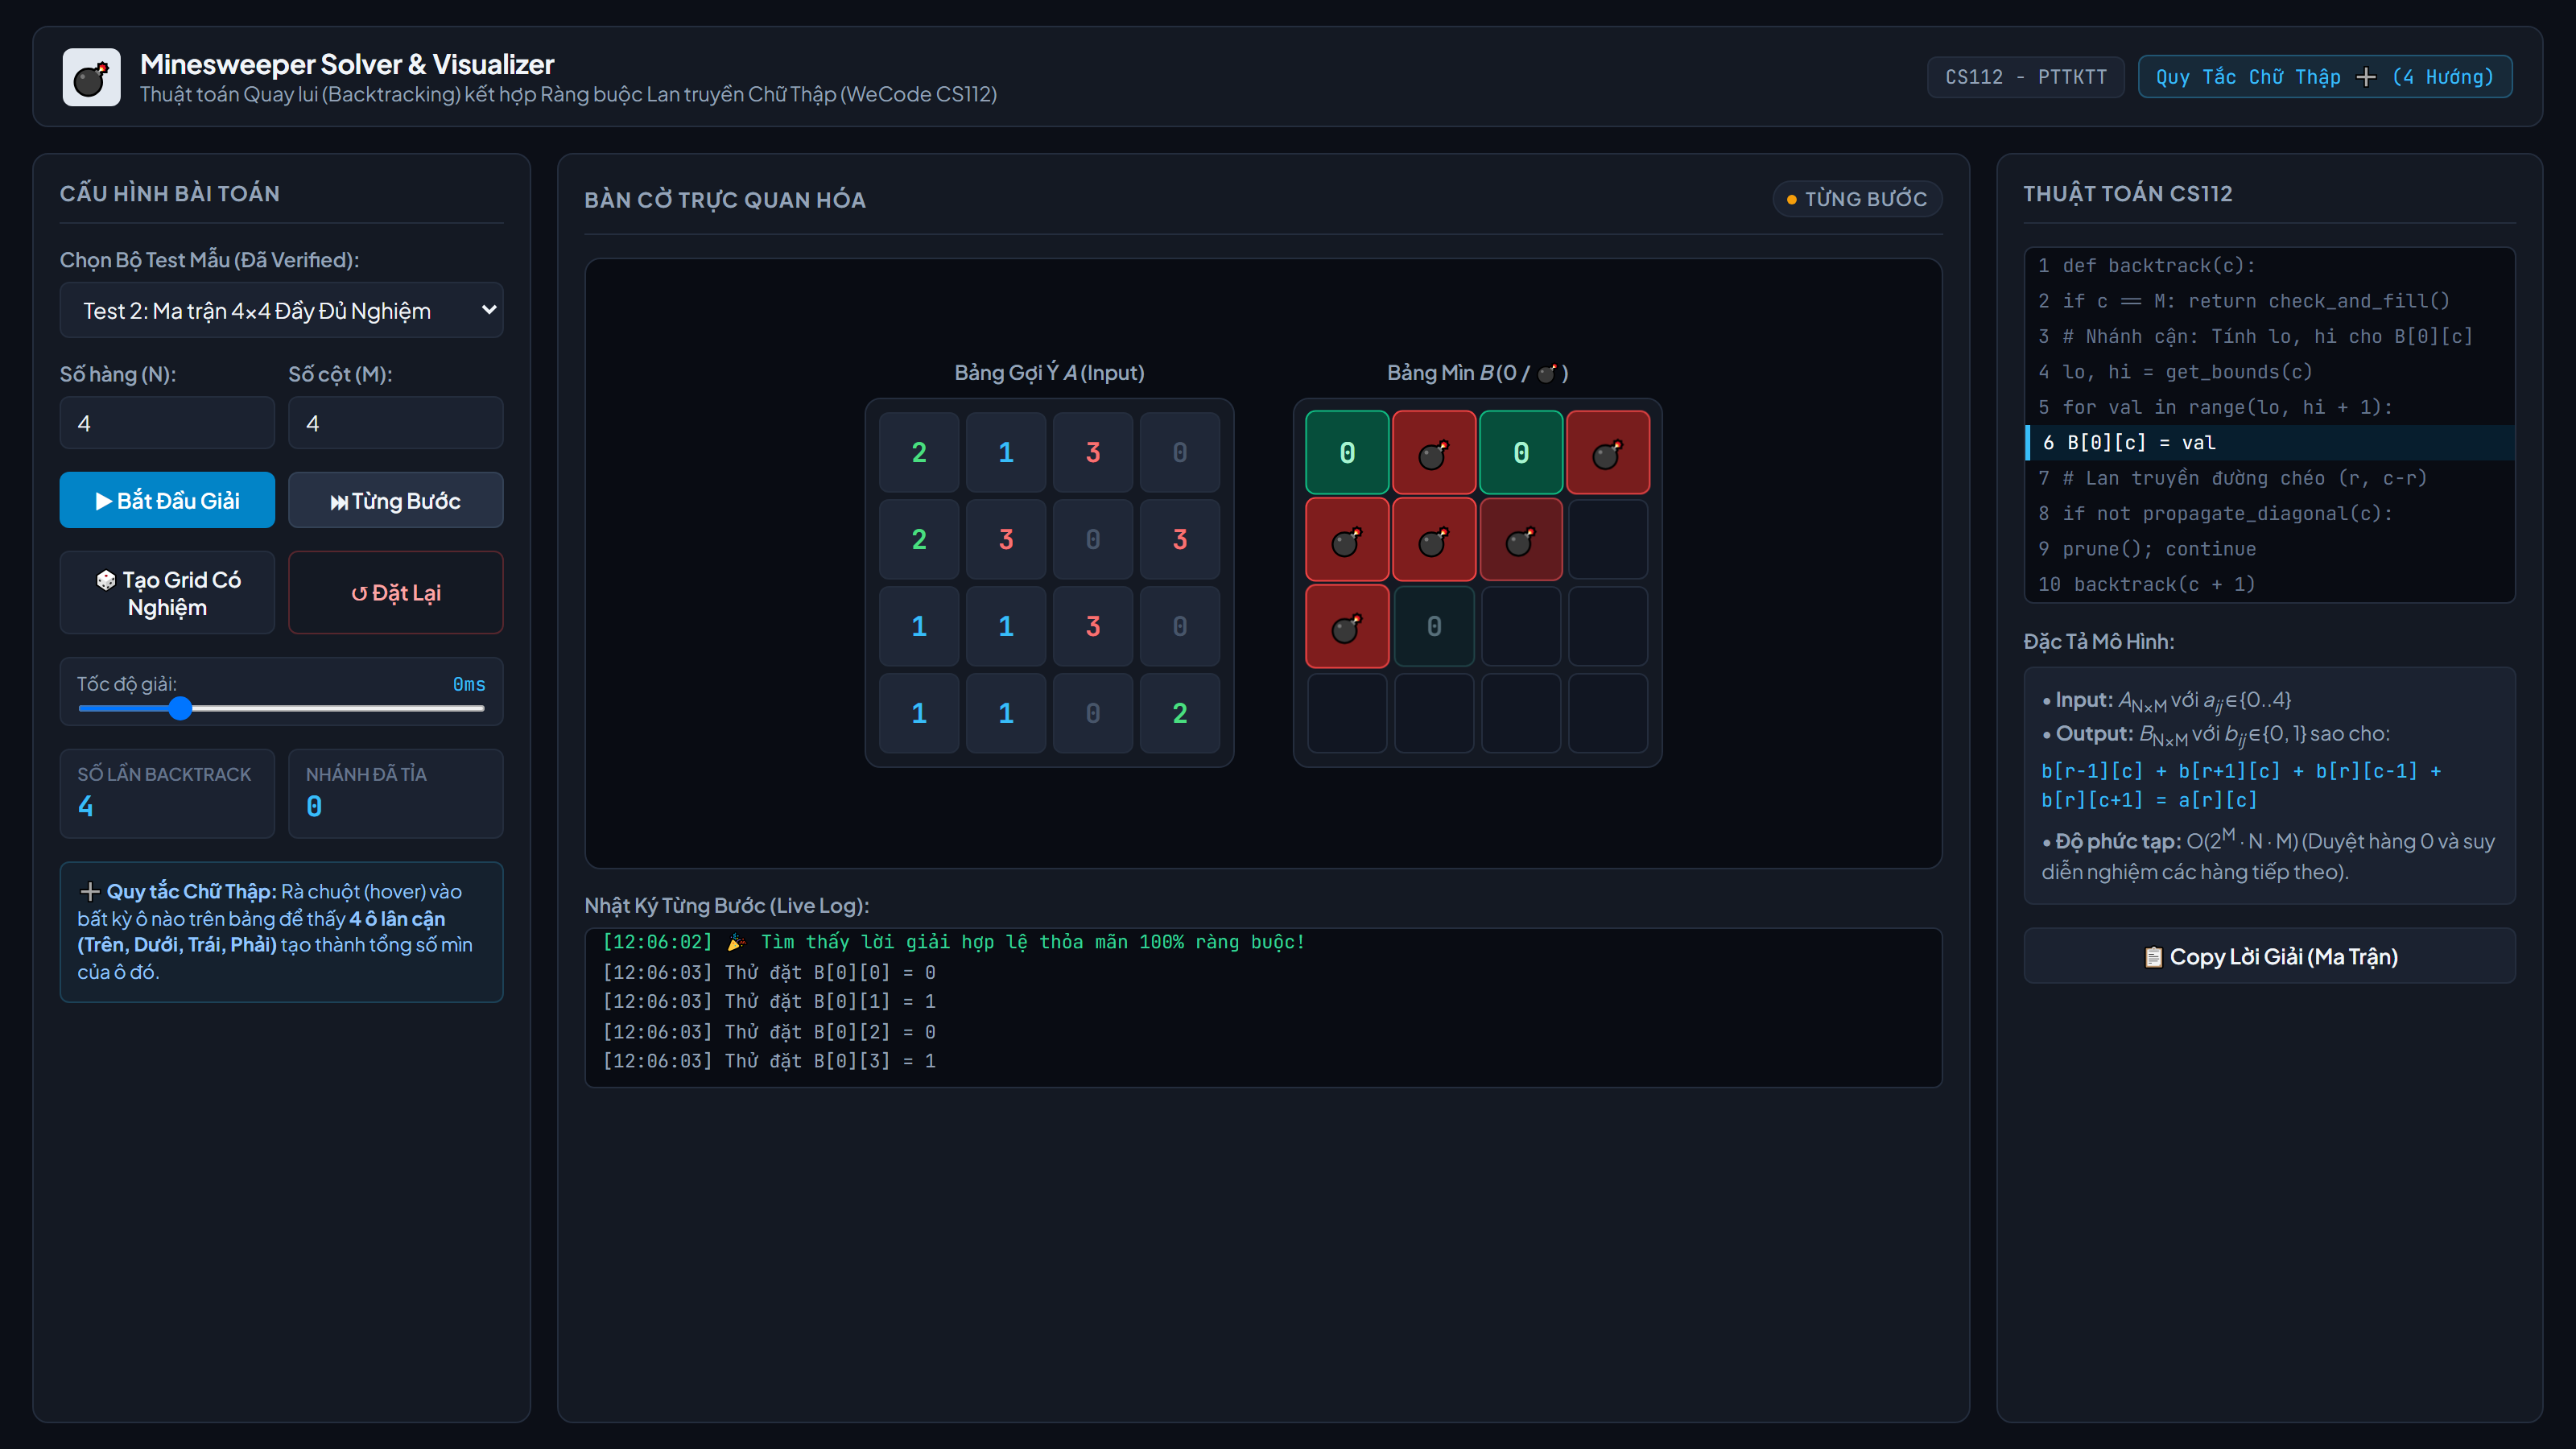 Minesweeper Solver & Visualizer
Thuật toán Quay lui (Backtracking) kết hợp Ràng buộc Lan truyền Chữ Thập (WeCode CS112)
CS112 - PTTKTT
Quy Tắc Chữ Thập ➕ (4 Hướng)
CẤU HÌNH BÀI TOÁN
Chọn Bộ Test Mẫu (Đã Verified):
Test 2: Ma trận 4×4 Đầy Đủ Nghiệm
Số hàng (N):
Số cột (M):
4
4
▶ Bắt Đầu Giải
⏭ Từng Bước
🎲 Tạo Grid Có
Nghiệm
↺ Đặt Lại
Tốc độ giải:
0ms
SỐ LẦN BACKTRACK
4
NHÁNH ĐÃ TỈA
0
➕ Quy tắc Chữ Thập: Rà chuột (hover) vào
bất kỳ ô nào trên bảng để thấy 4 ô lân cận
(Trên, Dưới, Trái, Phải) tạo thành tổng số mìn
của ô đó.
BÀN CỜ TRỰC QUAN HÓA
TỪNG BƯỚC
Bảng Gợi Ý A (Input)
2 1 3 0
2 3 0 3
1 1 3 0
1 1 0 2
Bảng Mìn B (0 / 💣 )
0 💣 0 💣
💣 💣 💣
💣 0
Nhật Ký Từng Bước (Live Log):
[12:06:02] 🎉 Tìm thấy lời giải hợp lệ thỏa mãn 100% ràng buộc!
[12:06:03] Thử đặt B[0][0] = 0
[12:06:03] Thử đặt B[0][1] = 1
[12:06:03] Thử đặt B[0][2] = 0
[12:06:03] Thử đặt B[0][3] = 1
THUẬT TOÁN CS112
1 def backtrack(c):
2 if c == M: return check_and_fill()
3 # Nhánh cận: Tính lo, hi cho B[0][c]
4 lo, hi = get_bounds(c)
5 for val in range(lo, hi + 1):
6 B[0][c] = val
7 # Lan truyền đường chéo (r, c-r)
8 if not propagate_diagonal(c):
9 prune(); continue
10 backtrack(c + 1)
Đặc Tả Mô Hình:
• Input: A_N×M với a_ij ∈ {0..4}
• Output: B_N×M với b_ij ∈ {0, 1} sao cho:
b[r-1][c] + b[r+1][c] + b[r][c-1] +
b[r][c+1] = a[r][c]
• Độ phức tạp: O(2^M · N · M) (Duyệt hàng 0 và suy
diễn nghiệm các hàng tiếp theo).
📋 Copy Lời Giải (Ma Trận)